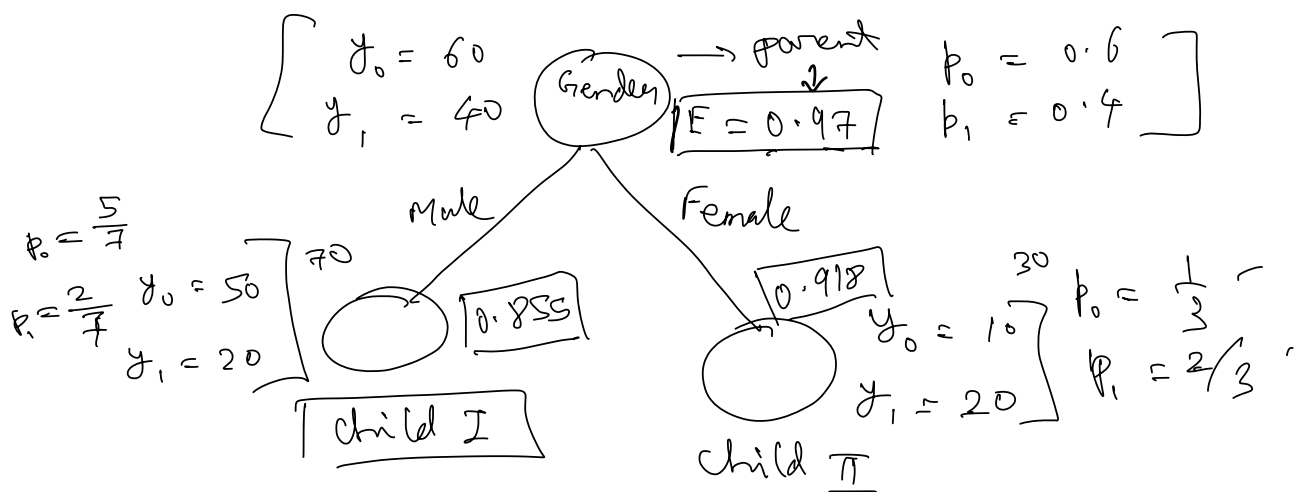 y₀ = 60
y₁ = 40
Gender → parent
E = 0.97
p₀ = 0.6
p₁ = 0.4
Male
Female
p₀ = 5/7
p₁ = 2/7
y₀ = 50
y₁ = 20
70
0.855
child I
0.918
30
y₀ = 10
y₁ = 20
p₀ = 1/3
p₁ = 2/3
child II